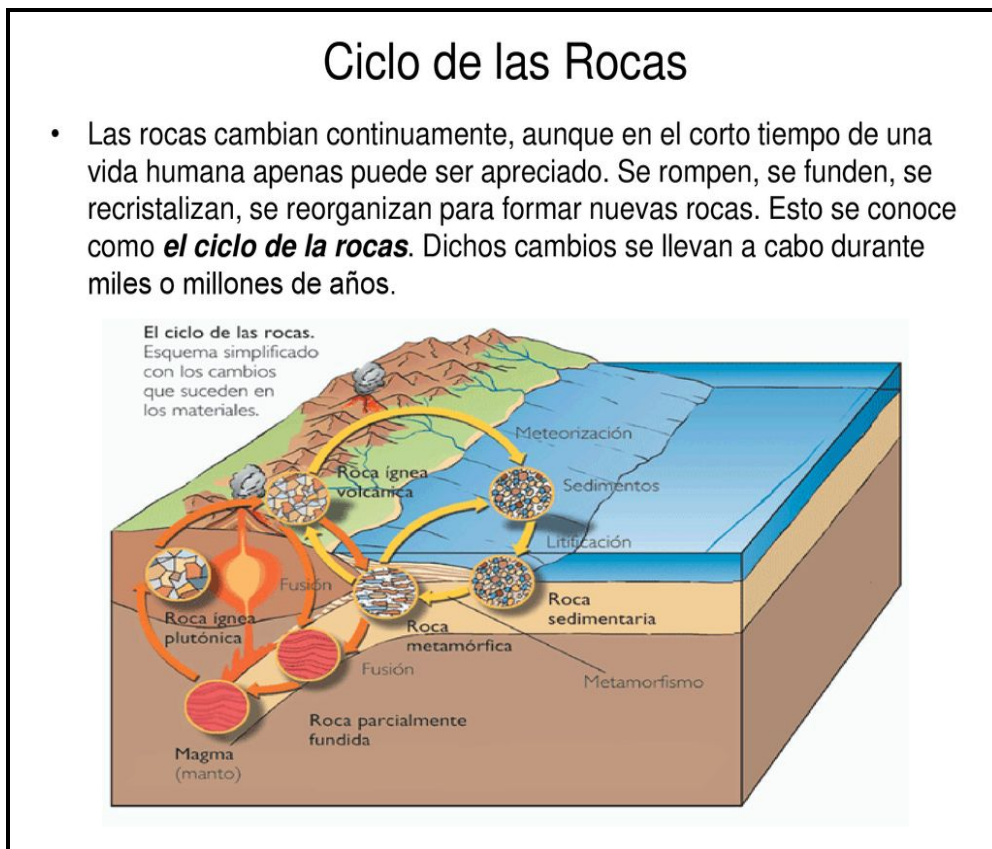 Ciclo de las Rocas
• Las rocas cambian continuamente, aunque en el corto tiempo de una
vida humana apenas puede ser apreciado. Se rompen, se funden, se
recristalizan, se reorganizan para formar nuevas rocas. Esto se conoce
como el ciclo de la rocas. Dichos cambios se llevan a cabo durante
miles o millones de años.
El ciclo de las rocas.
Esquema simplificado
con los cambios
que suceden en
los materiales.
Meteorización
Roca ígnea
volcánica
Sedimentos
Litificación
Fusión
Roca ígnea
plutónica
Roca
metamórfica
Roca
sedimentaria
Fusión
Metamorfismo
Roca parcialmente
fundida
Magma
(manto)